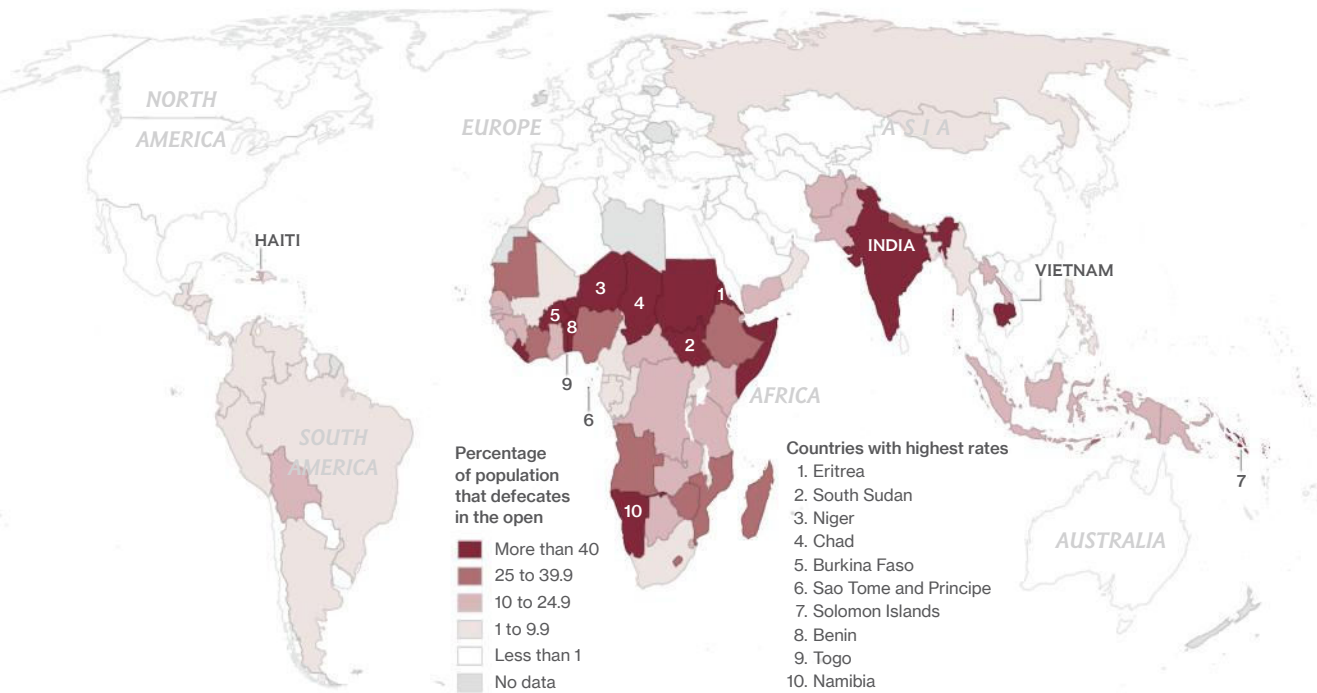 NORTH
AMERICA
EUROPE
ASIA
HAITI
INDIA
VIETNAM
1
3
4
5
8
2
9
6
AFRICA
SOUTH
AMERICA
10
7
AUSTRALIA
Percentage
of population
that defecates
in the open
More than 40
25 to 39.9
10 to 24.9
1 to 9.9
Less than 1
No data
Countries with highest rates
1. Eritrea
2. South Sudan
3. Niger
4. Chad
5. Burkina Faso
6. Sao Tome and Principe
7. Solomon Islands
8. Benin
9. Togo
10. Namibia